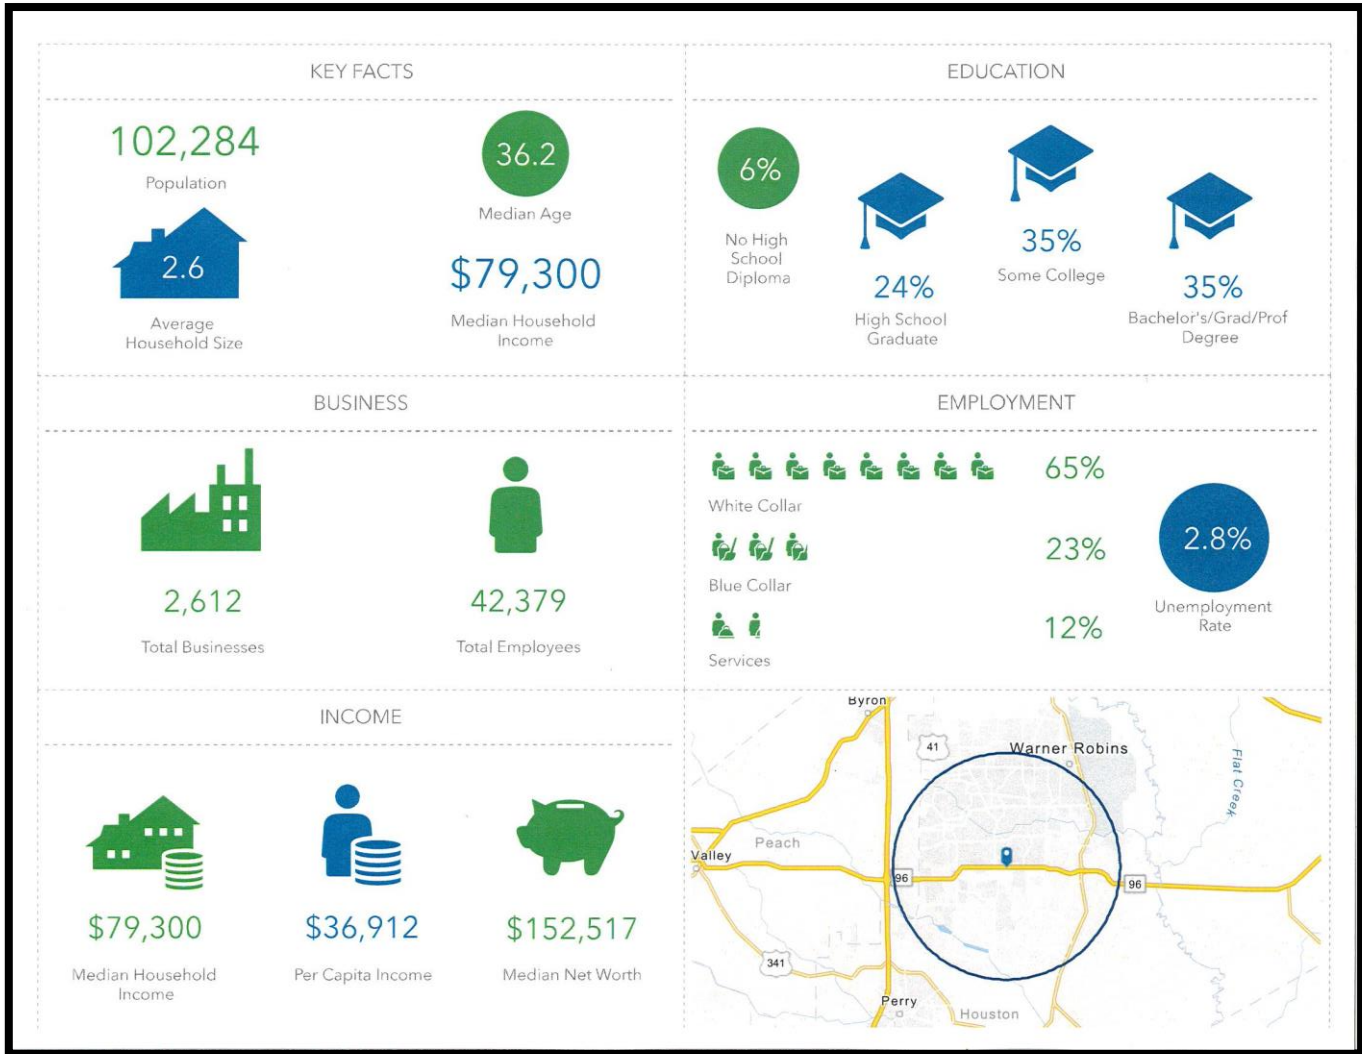 KEY FACTS
102,284
Population
36.2
Median Age
2.6
Average
Household Size
$79,300
Median Household
Income
EDUCATION
6%
No High
School
Diploma
24%
High School
Graduate
35%
Some College
35%
Bachelor's/Grad/Prof
Degree
BUSINESS
2,612
Total Businesses
42,379
Total Employees
EMPLOYMENT
65%
White Collar
23%
Blue Collar
12%
Services
2.8%
Unemployment
Rate
INCOME
$79,300
Median Household
Income
$36,912
Per Capita Income
$152,517
Median Net Worth
Byron
41
Warner Robins
Flat Creek
Peach
Valley
96
96
341
Perry
Houston